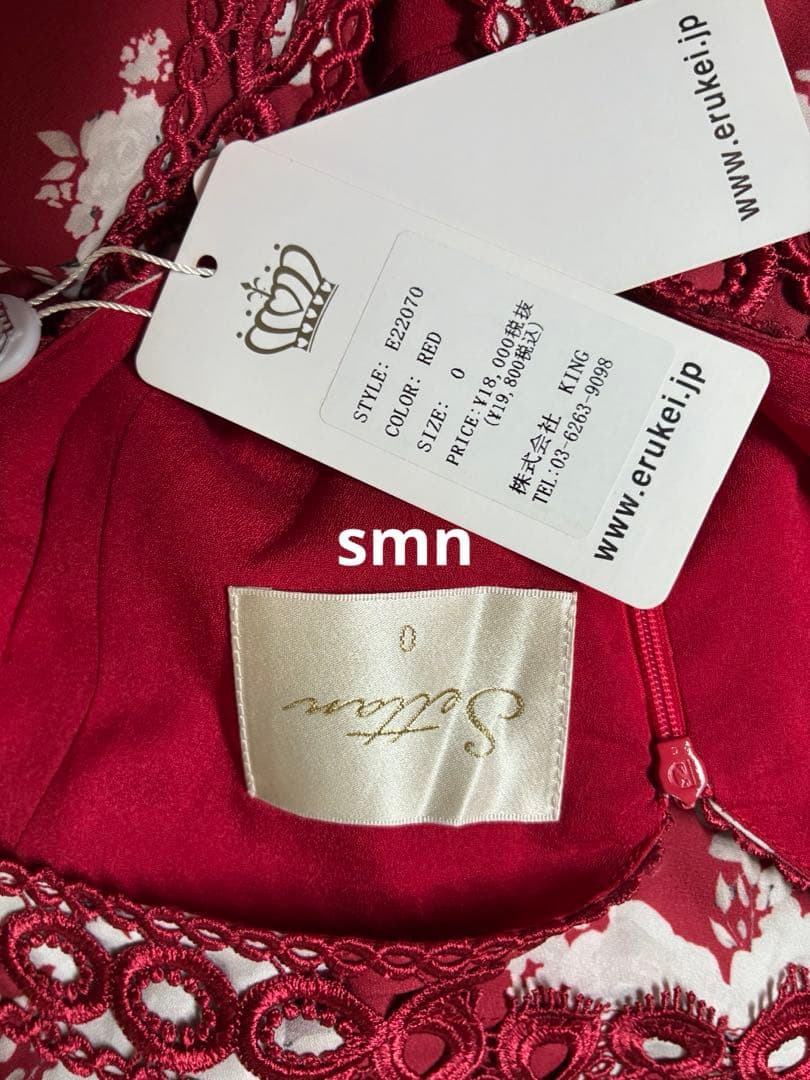 www.erukei.jp
STYLE: E22070
COLOR: RED
SIZE: 0
PRICE:¥18,000税抜
(¥19,800税込)
株式会社 KING
TEL:03-6263-9098
www.erukei.jp
smn
0
Settan